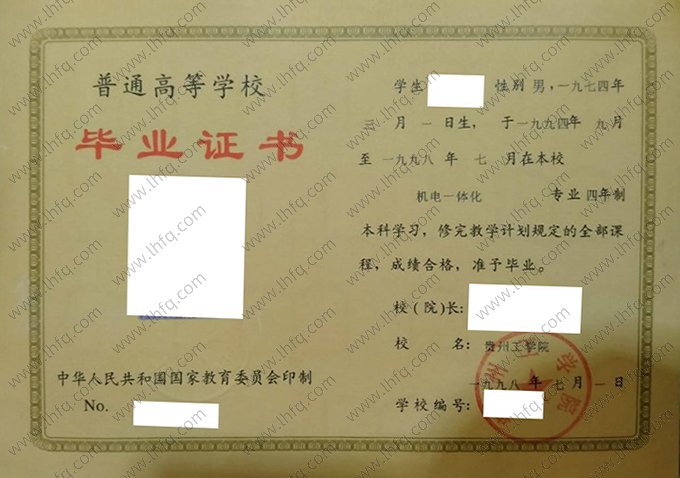 普通高等学校
毕业证书
中华人民共和国国家教育委员会印制
No.
学生 性别 男，一九七四年
三 月 一 日生，于一九九四年 九月
至 一九九八 年 七 月在本校
机电一体化 专业 四年制
本科学习，修完教学计划规定的全部课
程，成绩合格，准予毕业。
校(院)长:
校 名: 贵州工学院
一九九八 年 七 月 一 日
学校编号:
www.lhfq.com